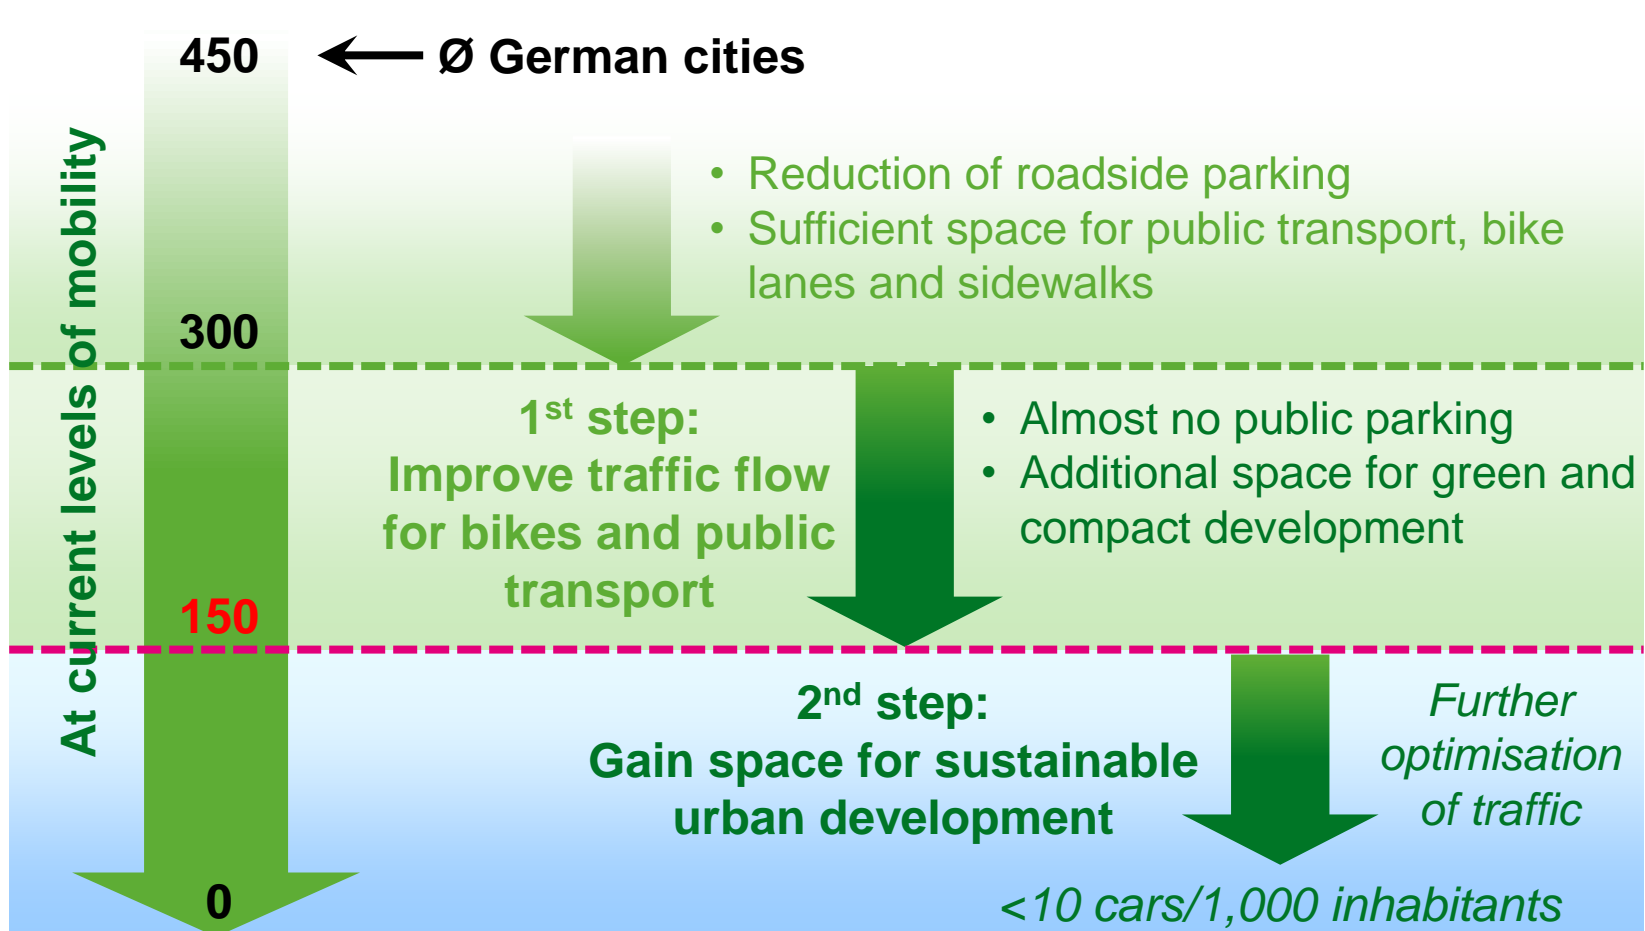 450
Ø German cities
At current levels of mobility
• Reduction of roadside parking
• Sufficient space for public transport, bike
lanes and sidewalks
300
1st step:
Improve traffic flow
for bikes and public
transport
• Almost no public parking
• Additional space for green and
compact development
150
2nd step:
Gain space for sustainable
urban development
Further
optimisation
of traffic
0
<10 cars/1,000 inhabitants